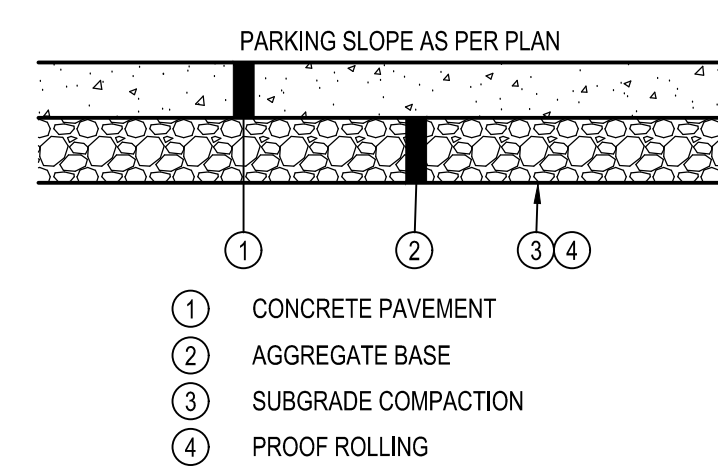 PARKING SLOPE AS PER PLAN
1 2 3 4
1 CONCRETE PAVEMENT
2 AGGREGATE BASE
3 SUBGRADE COMPACTION
4 PROOF ROLLING